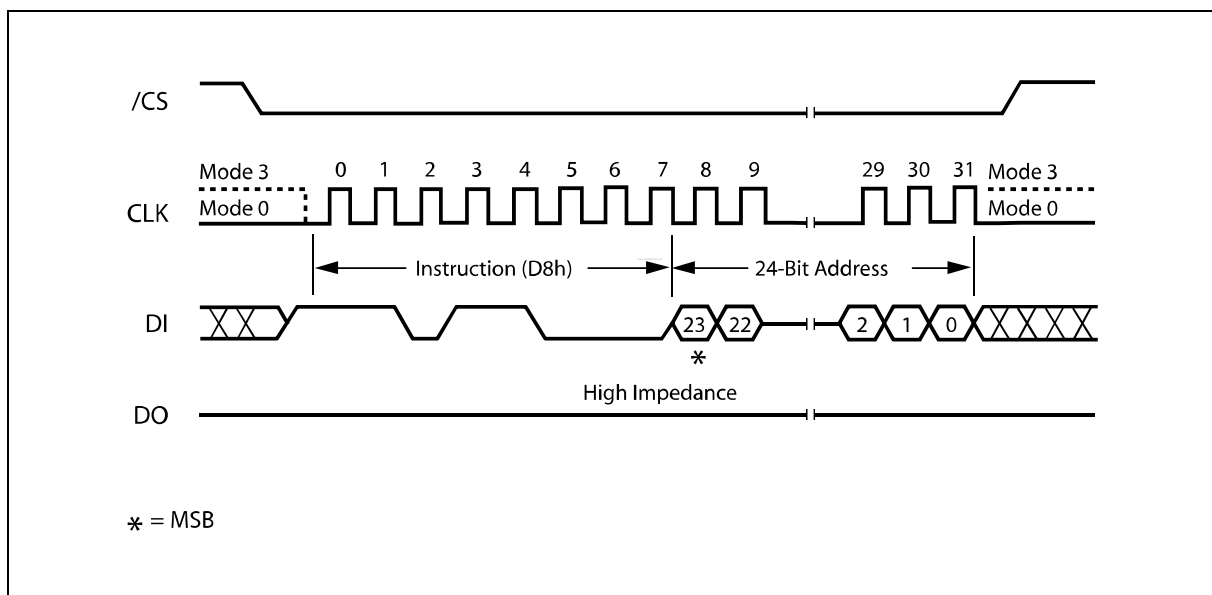 /CS
Mode 3 0 1 2 3 4 5 6 7 8 9 29 30 31 Mode 3
CLK Mode 0 Mode 0
Instruction (D8h) 24-Bit Address
DI 23 22 2 1 0
*
High Impedance
DO
* = MSB